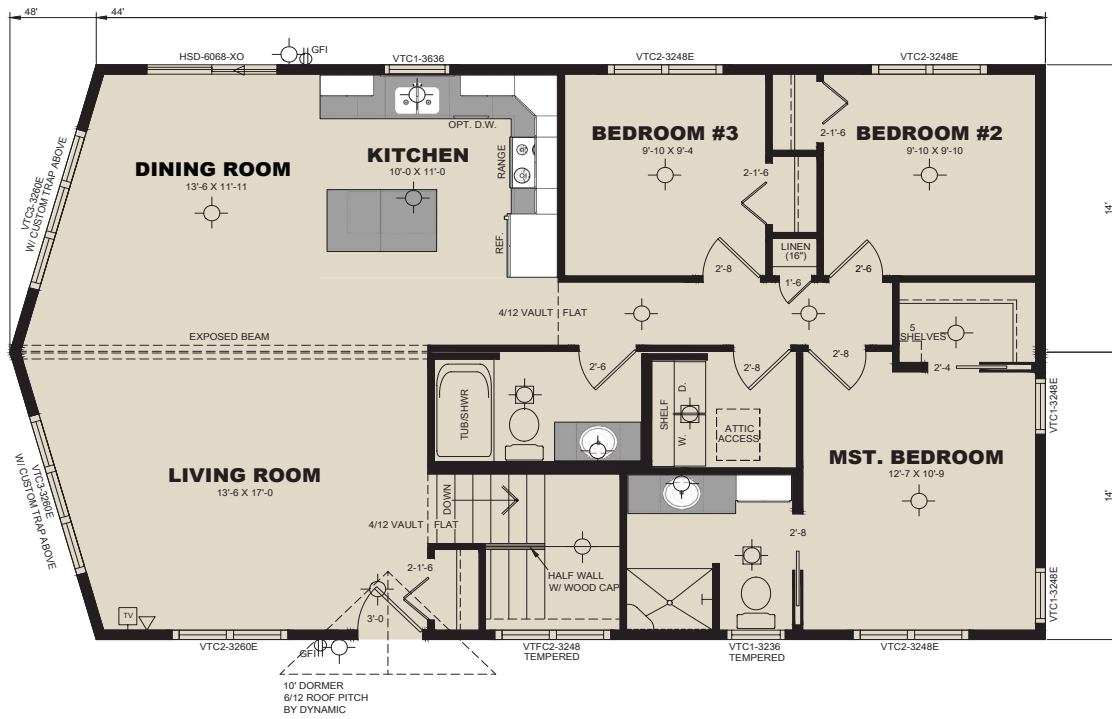 48'
44'
HSD-6068-XO
GFI
VTC1-3636
VTC2-3248E
VTC2-3248E
OPT. D.W.
BEDROOM #3
9'-10 X 9'-4
2-1'-6
BEDROOM #2
9'-10 X 9'-10
DINING ROOM
13'-6 X 11'-11
KITCHEN
10'-0 X 11'-0
RANGE
2-1'-6
VTC3-3260E
W/ CUSTOM TRAP ABOVE
REF.
14'
LINEN
(16")
2'-8
1'-6
2'-6
4/12 VAULT
FLAT
5
SHELVES
EXPOSED BEAM
2'-6
2'-8
2'-8
2'-4
VTC1-3248E
TUB/SHWR
SHELF
D.
W.
ATTIC
ACCESS
MST. BEDROOM
12'-7 X 10'-9
VTC3-3260E
W/ CUSTOM TRAP ABOVE
LIVING ROOM
13'-6 X 17'-0
DOWN
14'
4/12 VAULT
FLAT
2'-8
2-1'-6
HALF WALL
W/ WOOD CAP
VTC1-3248E
TV
3'-0
VTC2-3260E
GFI
VTFC2-3248
TEMPERED
VTC1-3236
TEMPERED
VTC2-3248E
10' DORMER
6/12 ROOF PITCH
BY DYNAMIC